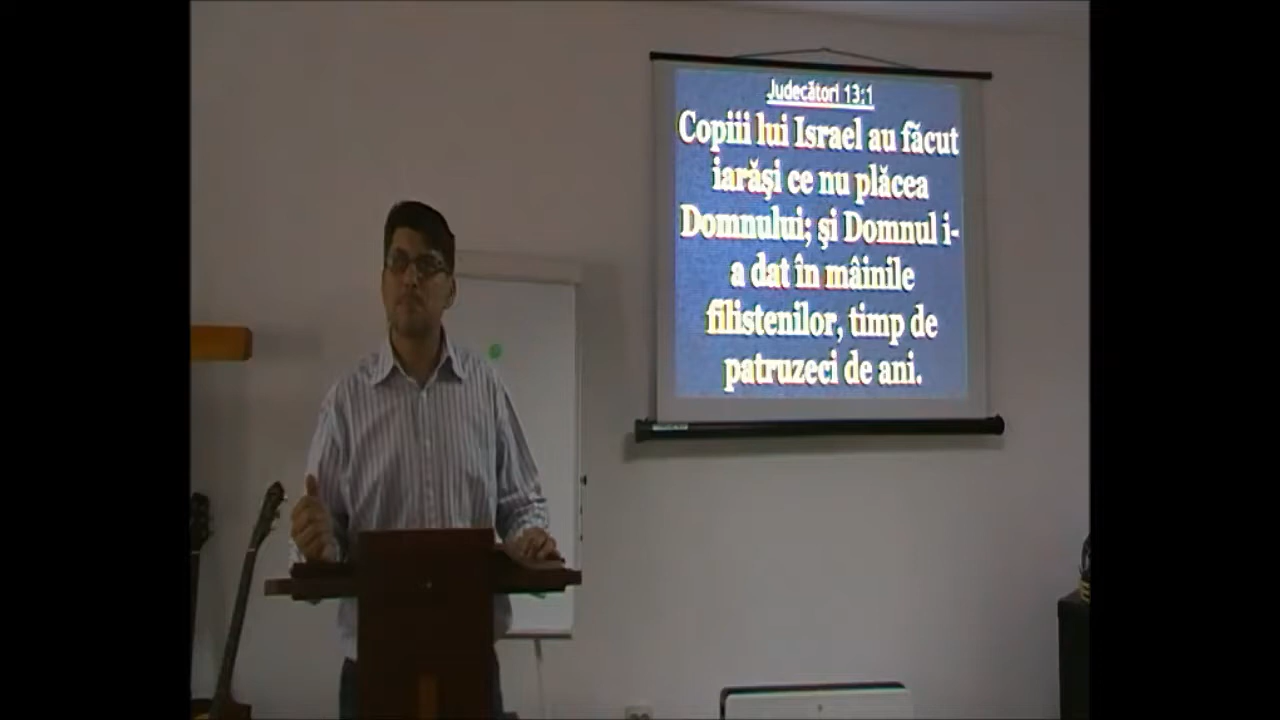 Judecători 13:1
Copiii lui Israel au făcut
iarăşi ce nu plăcea
Domnului; şi Domnul i-
a dat în mâinile
filistenilor, timp de
patruzeci de ani.